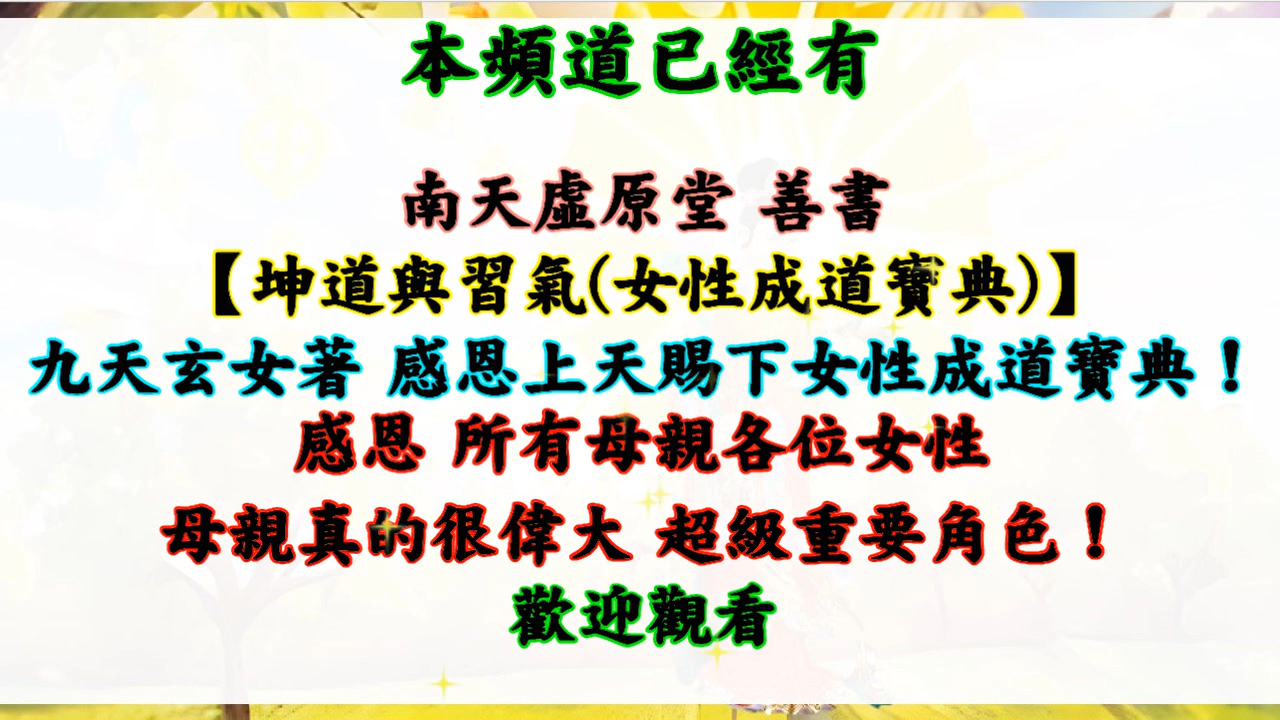 本頻道已經有
南天虛原堂 善書
【坤道與習氣(女性成道寶典)】
九天玄女著 感恩上天賜下女性成道寶典！
感恩 所有母親各位女性
母親真的很偉大 超級重要角色！
歡迎觀看